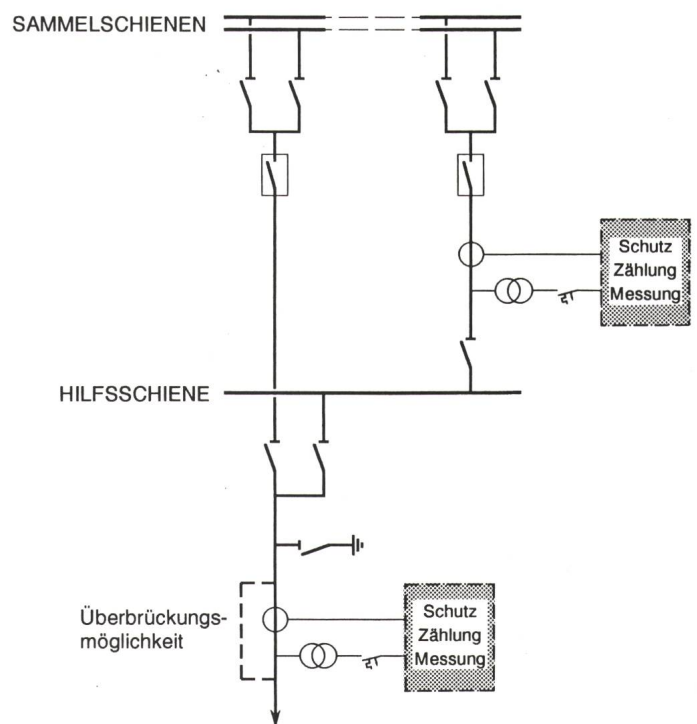 SAMMELSCHIENEN
Schutz
Zählung
Messung
HILFSSCHIENE
Überbrückungs-
möglichkeit
Schutz
Zählung
Messung